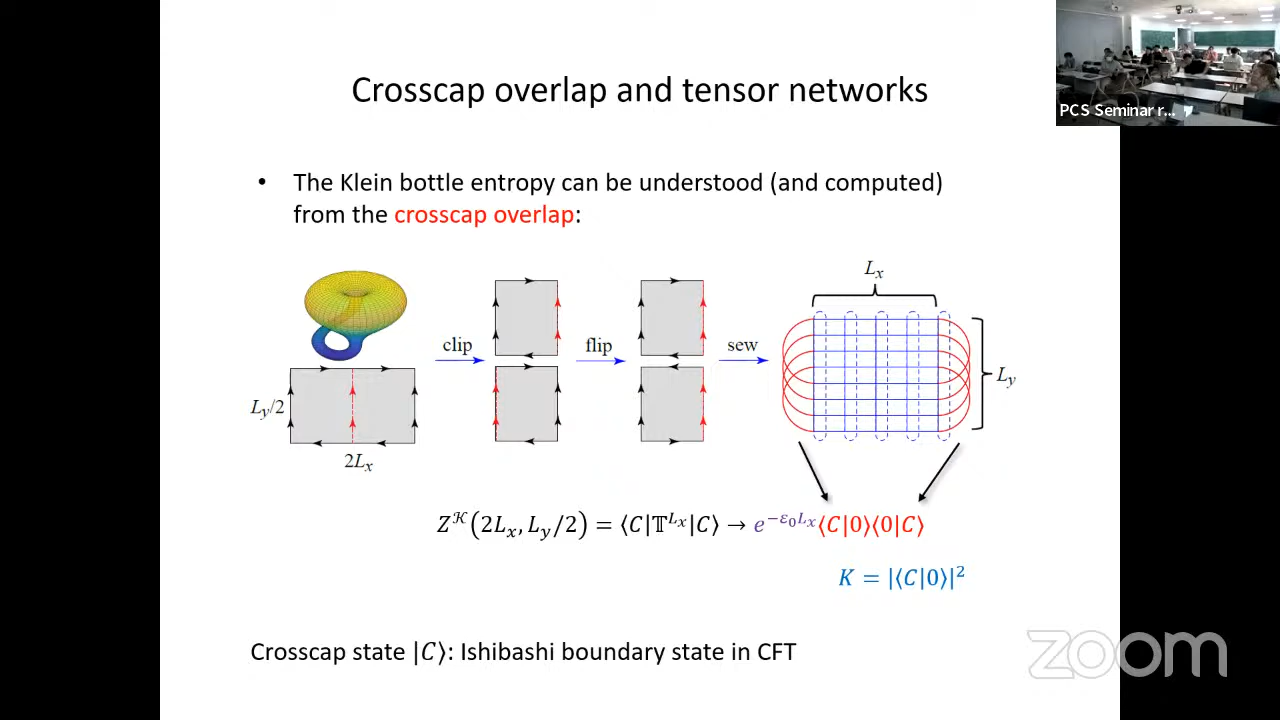 PCS Seminar r...
Crosscap overlap and tensor networks
• The Klein bottle entropy can be understood (and computed)
from the crosscap overlap:
clip
flip
sew
L_x
L_y
L_y/2
2L_x
Z^𝒦(2L_x, L_y/2) = ⟨C|𝕋^{L_x}|C⟩ → e^{−ε_0 L_x}⟨C|0⟩⟨0|C⟩
K = |⟨C|0⟩|^2
Crosscap state |C⟩: Ishibashi boundary state in CFT
zoom